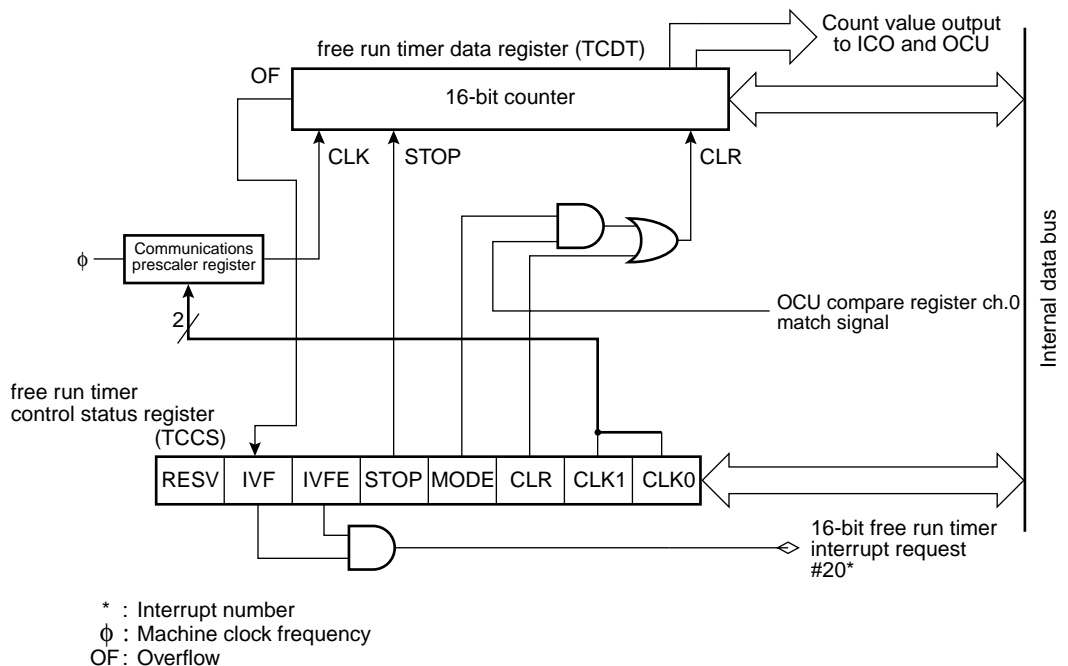 Count value output
to ICO and OCU
free run timer data register (TCDT)
OF
16-bit counter
CLK
STOP
CLR
Communications
prescaler register
ϕ
Internal data bus
OCU compare register ch.0
match signal
2
free run timer
control status register
(TCCS)
RESV IVF IVFE STOP MODE CLR CLK1 CLK0
16-bit free run timer
interrupt request
#20*
* : Interrupt number
ϕ : Machine clock frequency
OF : Overflow